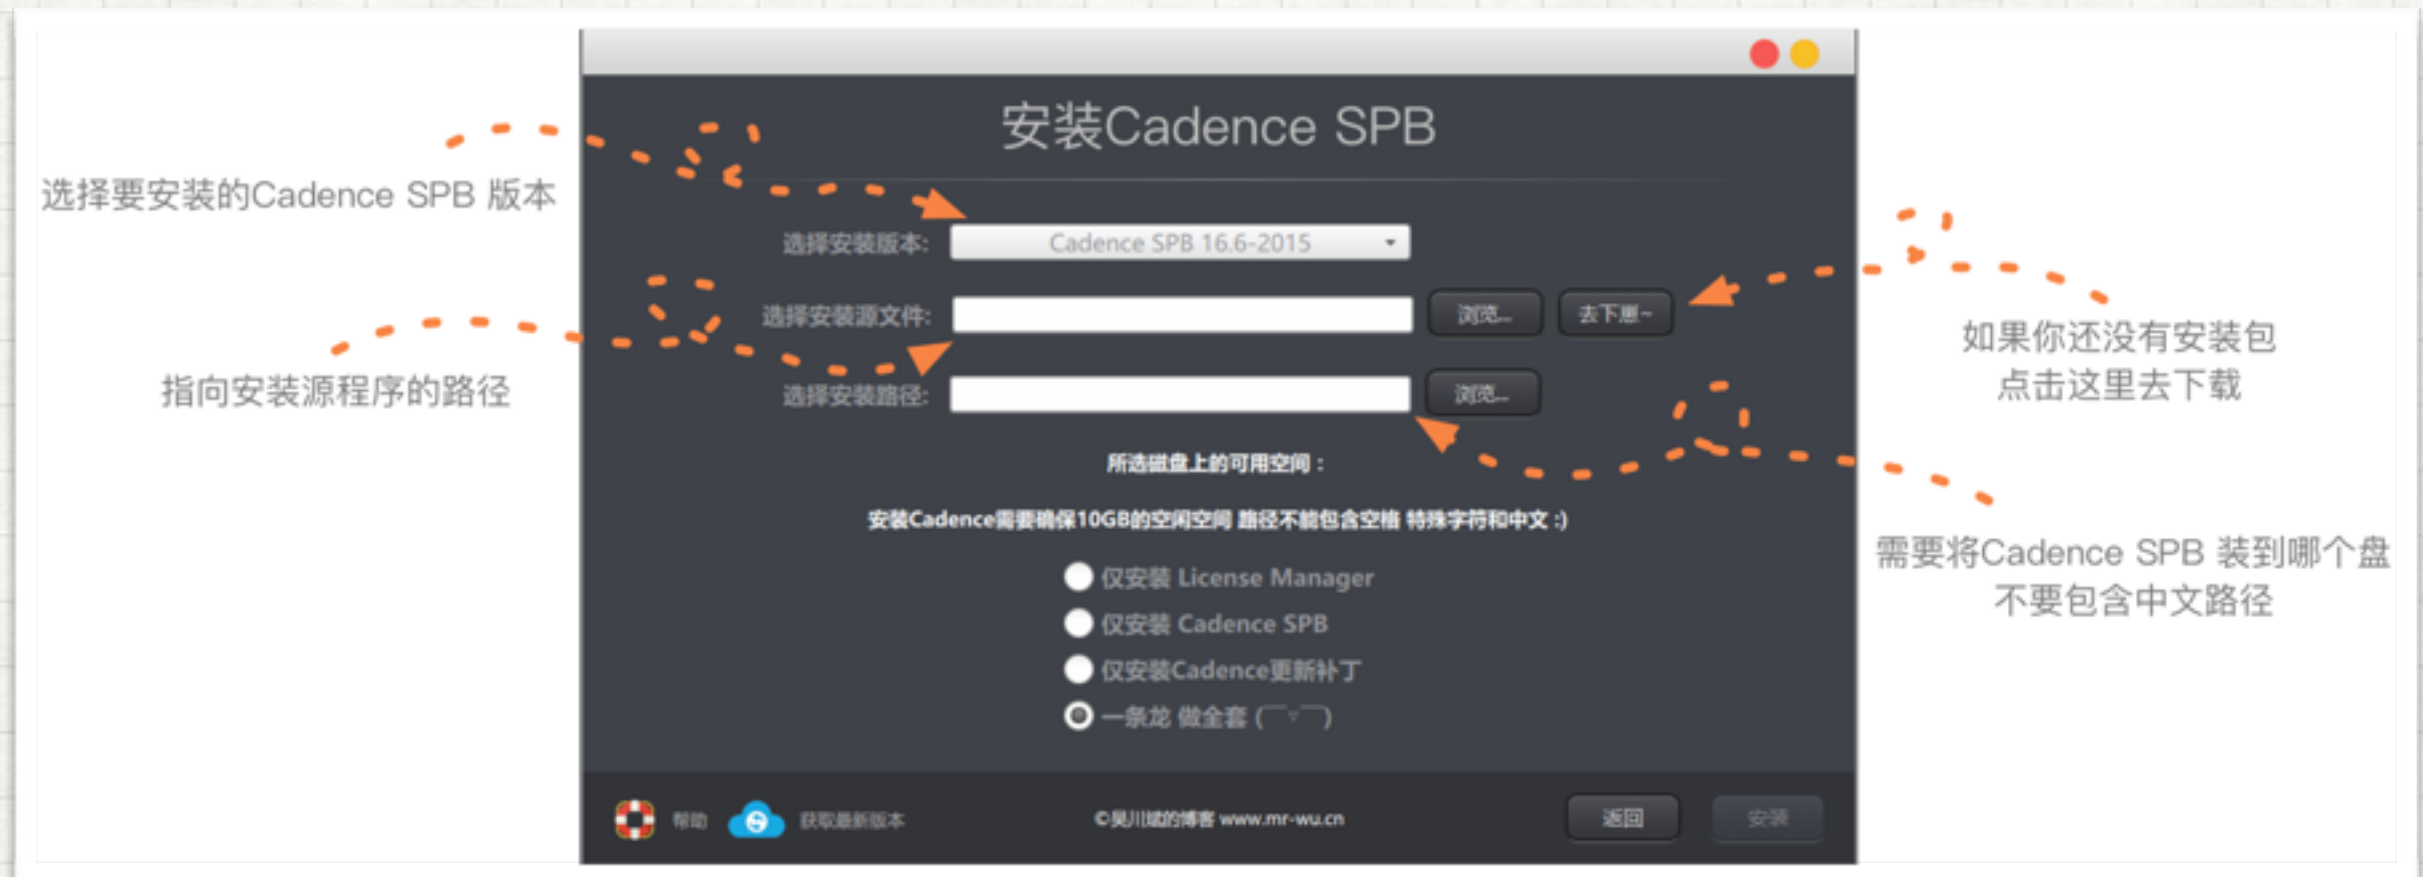 安装Cadence SPB
选择要安装的Cadence SPB 版本
选择安装版本: Cadence SPB 16.6-2015
选择安装源文件: 浏览... 去下崽~
如果你还没有安装包
点击这里去下载
指向安装源程序的路径
选择安装路径: 浏览...
所选磁盘上的可用空间：
安装Cadence需要确保10GB的空闲空间 路径不能包含空格 特殊字符和中文 :)
需要将Cadence SPB 装到哪个盘
不要包含中文路径
仅安装 License Manager
仅安装 Cadence SPB
仅安装Cadence更新补丁
一条龙 做全套 (￣▿￣)
帮助 获取最新版本 ©吴川斌的博客 www.mr-wu.cn 返回 安装